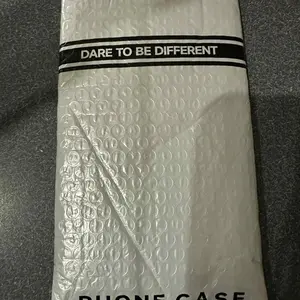 DARE TO BE DIFFERENT
PHONE CASE